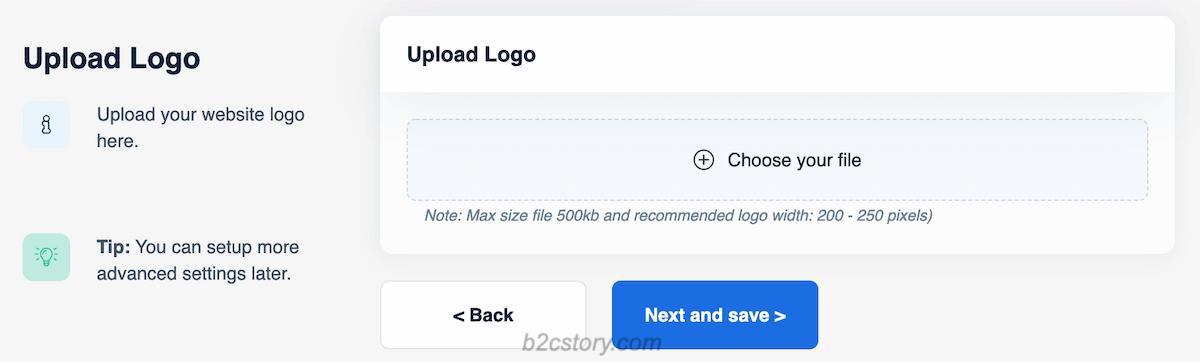 Upload Logo
Upload your website logo
here.
Tip: You can setup more
advanced settings later.
Upload Logo
Choose your file
Note: Max size file 500kb and recommended logo width: 200 - 250 pixels)
< Back
Next and save >
b2cstory.com